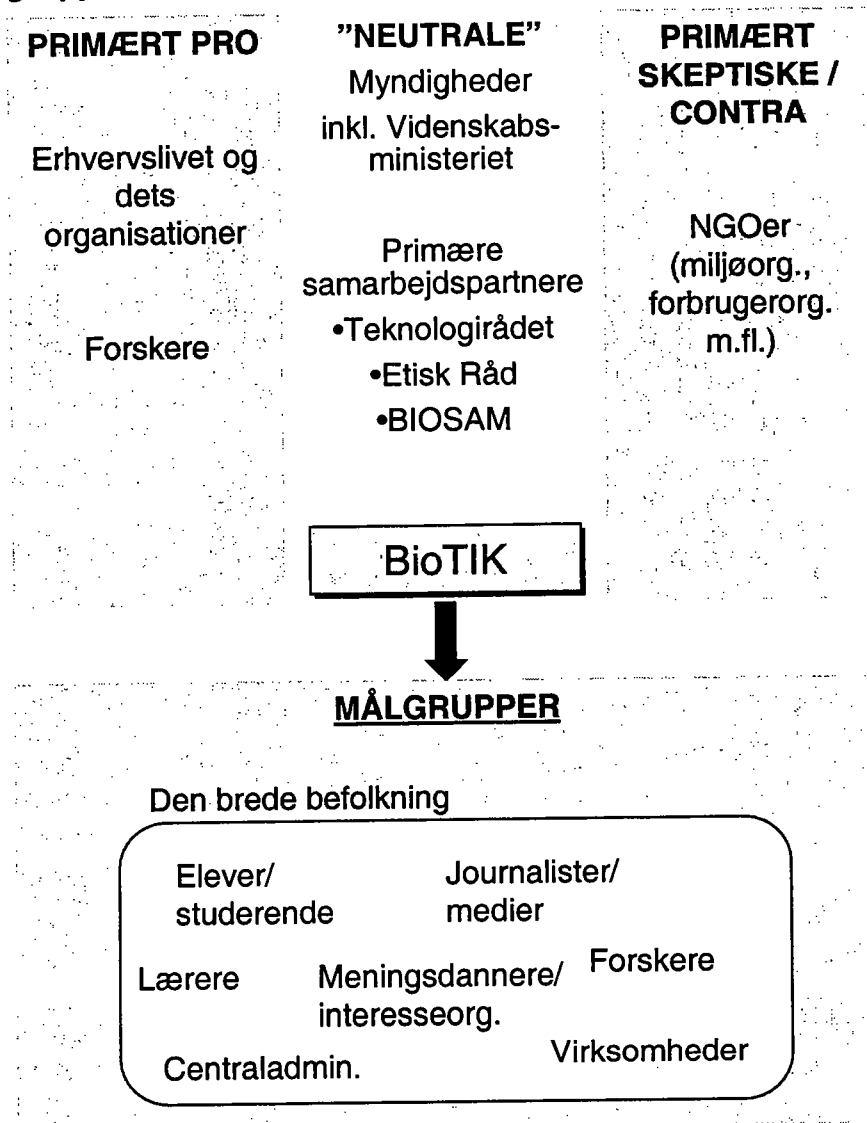 PRIMÆRT PRO
Erhvervslivet og
dets
organisationer
Forskere
”NEUTRALE”
Myndigheder
inkl. Videnskabs-
ministeriet
Primære
samarbejdspartnere
•Teknologirådet
•Etisk Råd
•BIOSAM
PRIMÆRT
SKEPTISKE /
CONTRA
NGOer
(miljøorg.,
forbrugerorg.
m.fl.)
BioTIK
MÅLGRUPPER
Den brede befolkning
Elever/
studerende
Journalister/
medier
Lærere
Meningsdannere/
interesseorg.
Forskere
Centraladmin.
Virksomheder